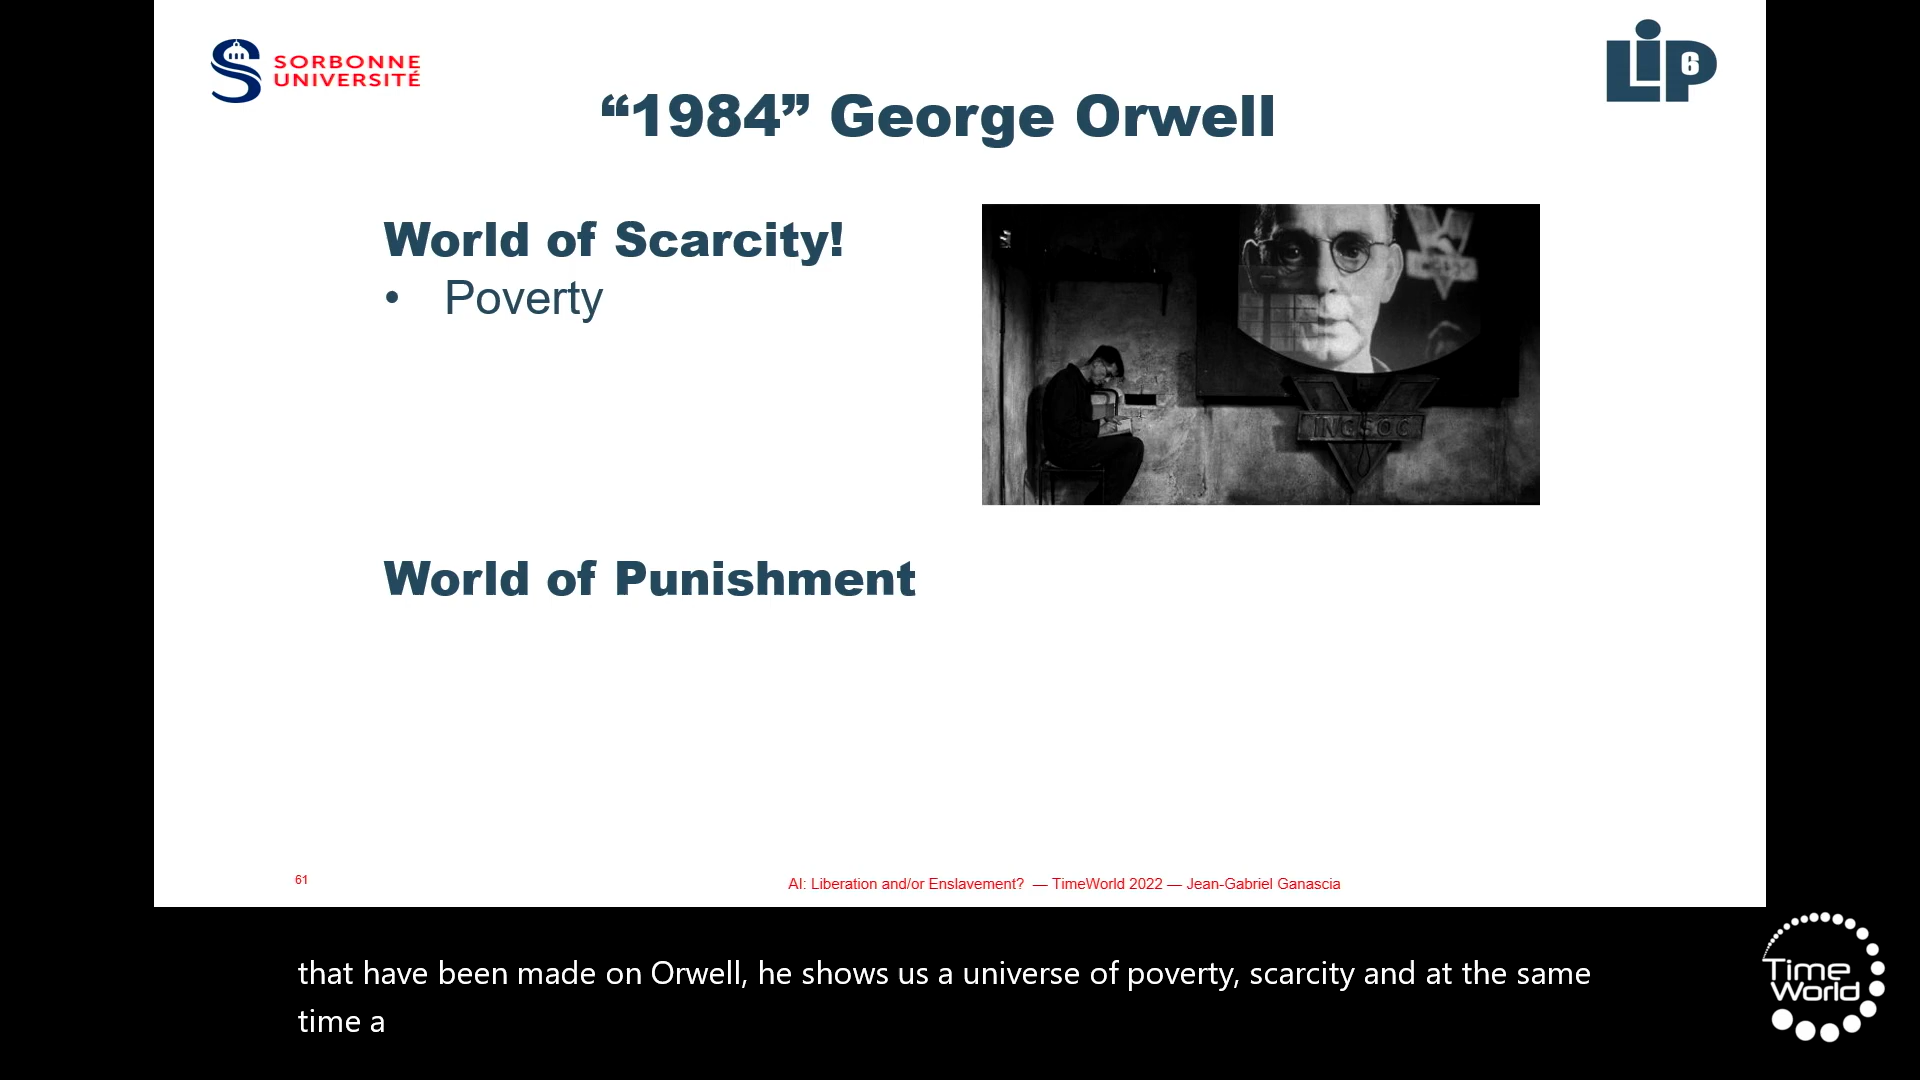 SORBONNE
UNIVERSITÉ
LiP6
“1984” George Orwell
World of Scarcity!
• Poverty
INGSOC
World of Punishment
61
AI: Liberation and/or Enslavement? — TimeWorld 2022 — Jean-Gabriel Ganascia
that have been made on Orwell, he shows us a universe of poverty, scarcity and at the same
time a
Time
World